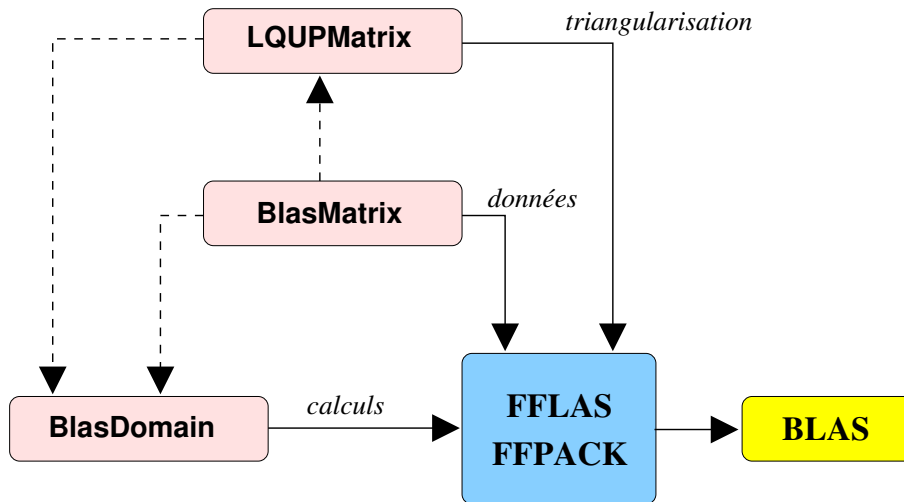 triangularisation
LQUPMatrix
BlasMatrix
données
BlasDomain
calculs
FFLAS
FFPACK
BLAS